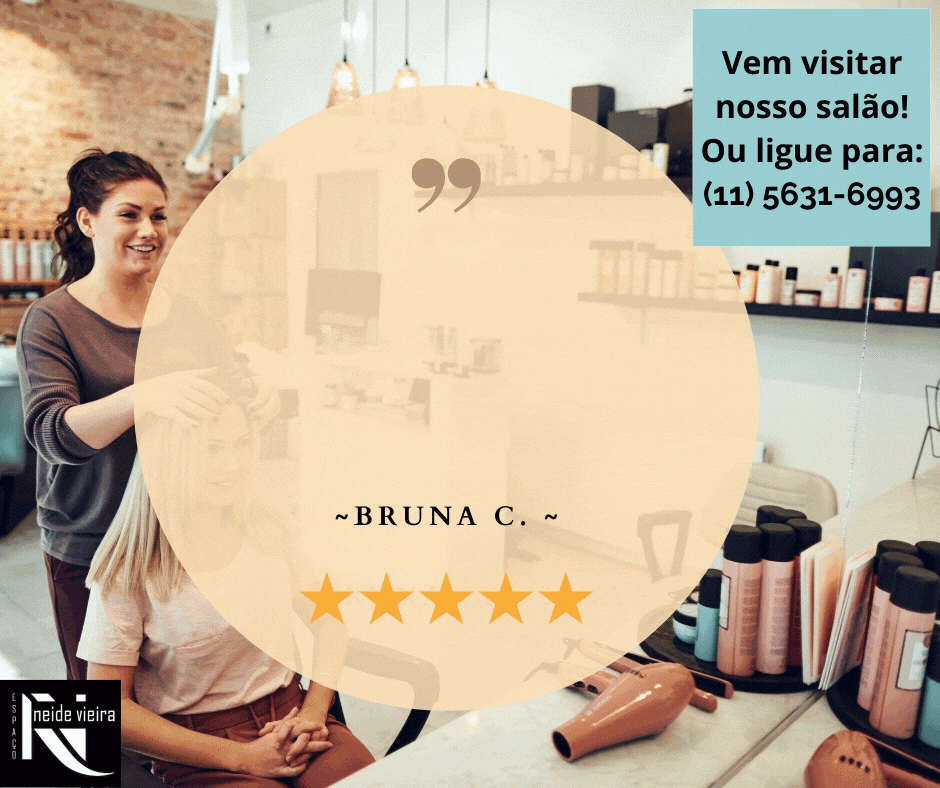 Vem visitar
nosso salão!
Ou ligue para:
(11) 5631-6993
”
~BRUNA C. ~
ESPAÇO
neide vieira